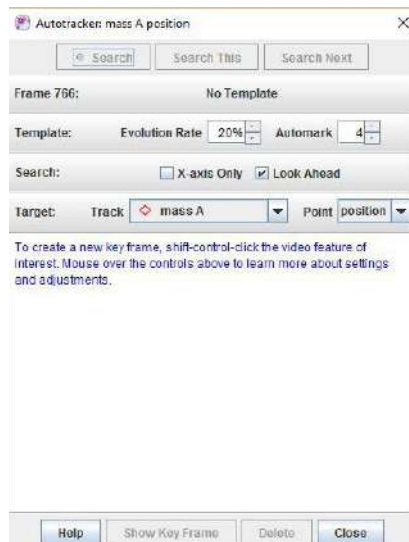 Autotracker: mass A position
Search Search This Search Next
Frame 766: No Template
Template: Evolution Rate 20% Automark 4
Search: X-axis Only Look Ahead
Target: Track mass A Point position
To create a new key frame, shift-control-click the video feature of
interest. Mouse over the controls above to learn more about settings
and adjustments.
Help Show Key Frame Delete Close